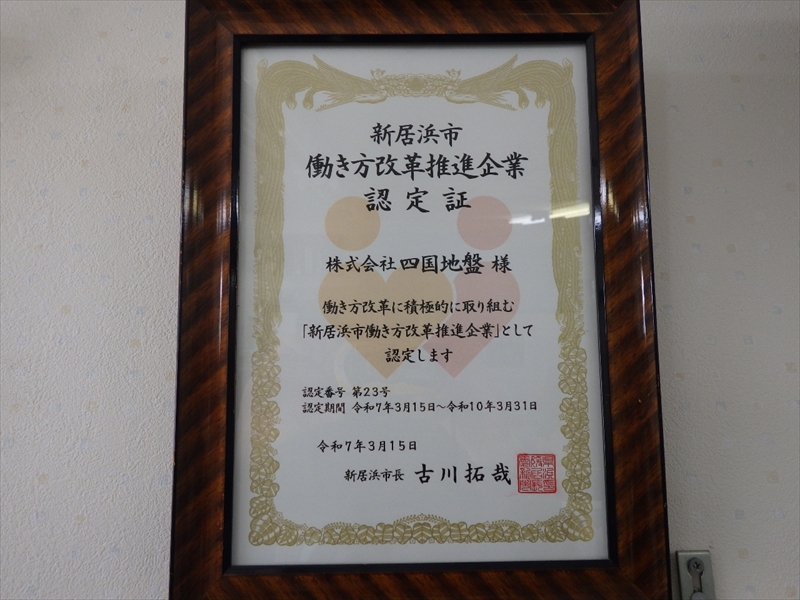 新居浜市
働き方改革推進企業
認定証
株式会社 四国地盤 様
働き方改革に積極的に取り組む
「新居浜市働き方改革推進企業」として
認定します
認定番号 第23号
認定期間 令和7年3月15日～令和10年3月31日
令和7年3月15日
新居浜市長 古川拓哉